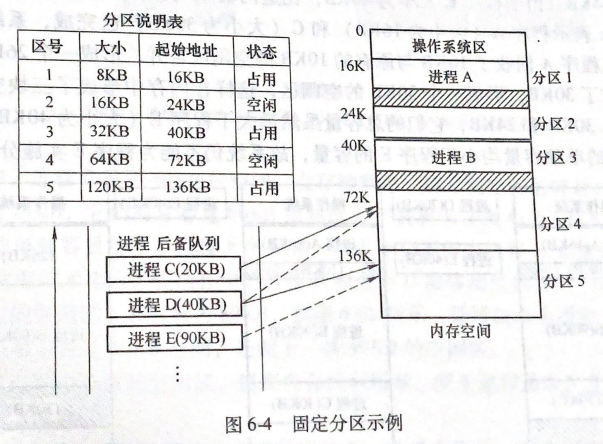 分区说明表
区号 大小 起始地址 状态
1 8KB 16KB 占用
2 16KB 24KB 空闲
3 32KB 40KB 占用
4 64KB 72KB 空闲
5 120KB 136KB 占用
进程 后备队列
进程 C(20KB)
进程 D(40KB)
进程 E(90KB)
⋮
0
16K
24K
40K
72K
136K
操作系统区
进程 A
进程 B
分区 1
分区 2
分区 3
分区 4
分区 5
内存空间
图 6-4 固定分区示例